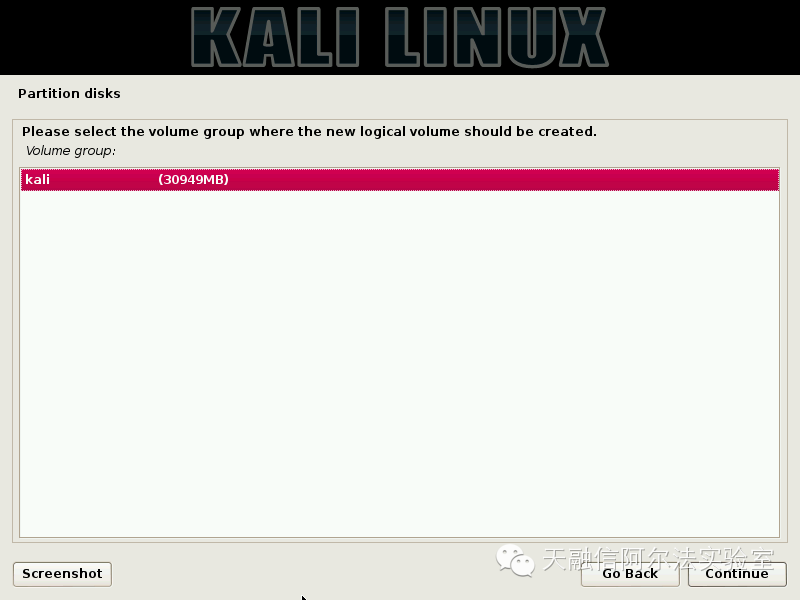 KALI LINUX
Partition disks
Please select the volume group where the new logical volume should be created.
Volume group:
kali (30949MB)
天融信阿尔法实验室
Screenshot Go Back Continue